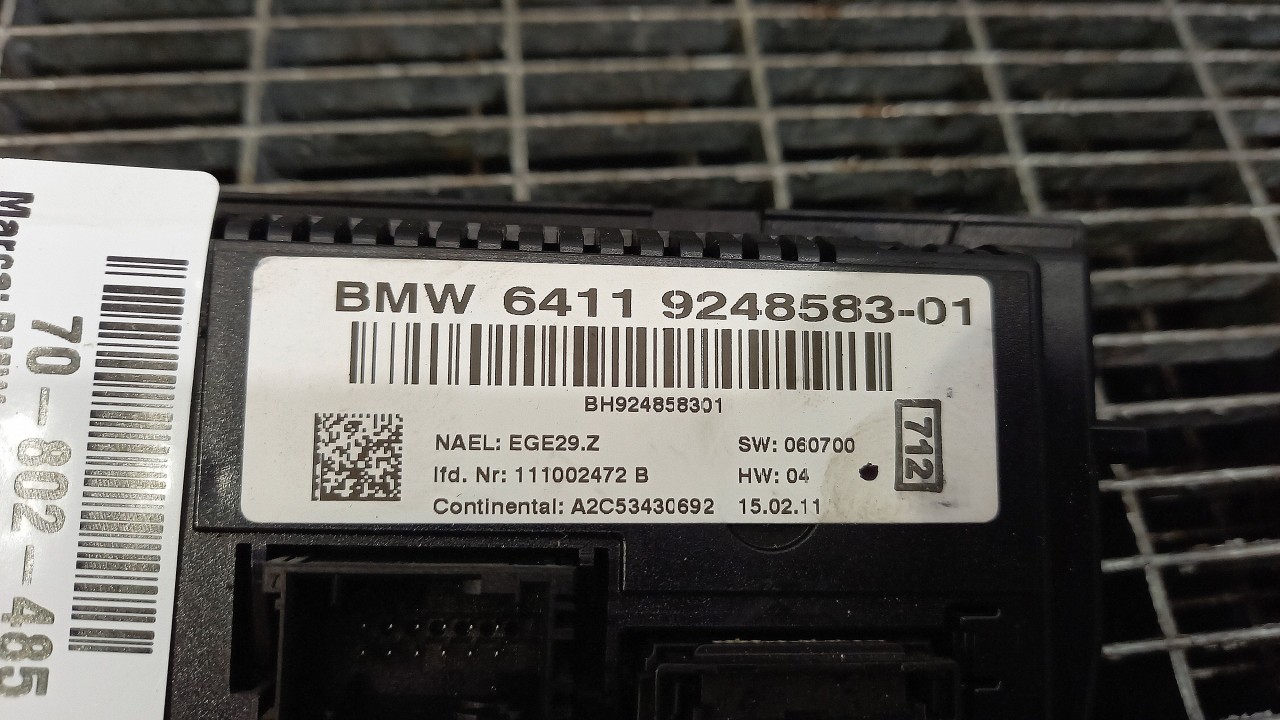 BMW 6411 9248583-01
BH924858301
NAEL: EGE29.Z
SW: 060700
lfd. Nr: 111002472 B
HW: 04
Continental: A2C53430692 15.02.11
712
70-802-485